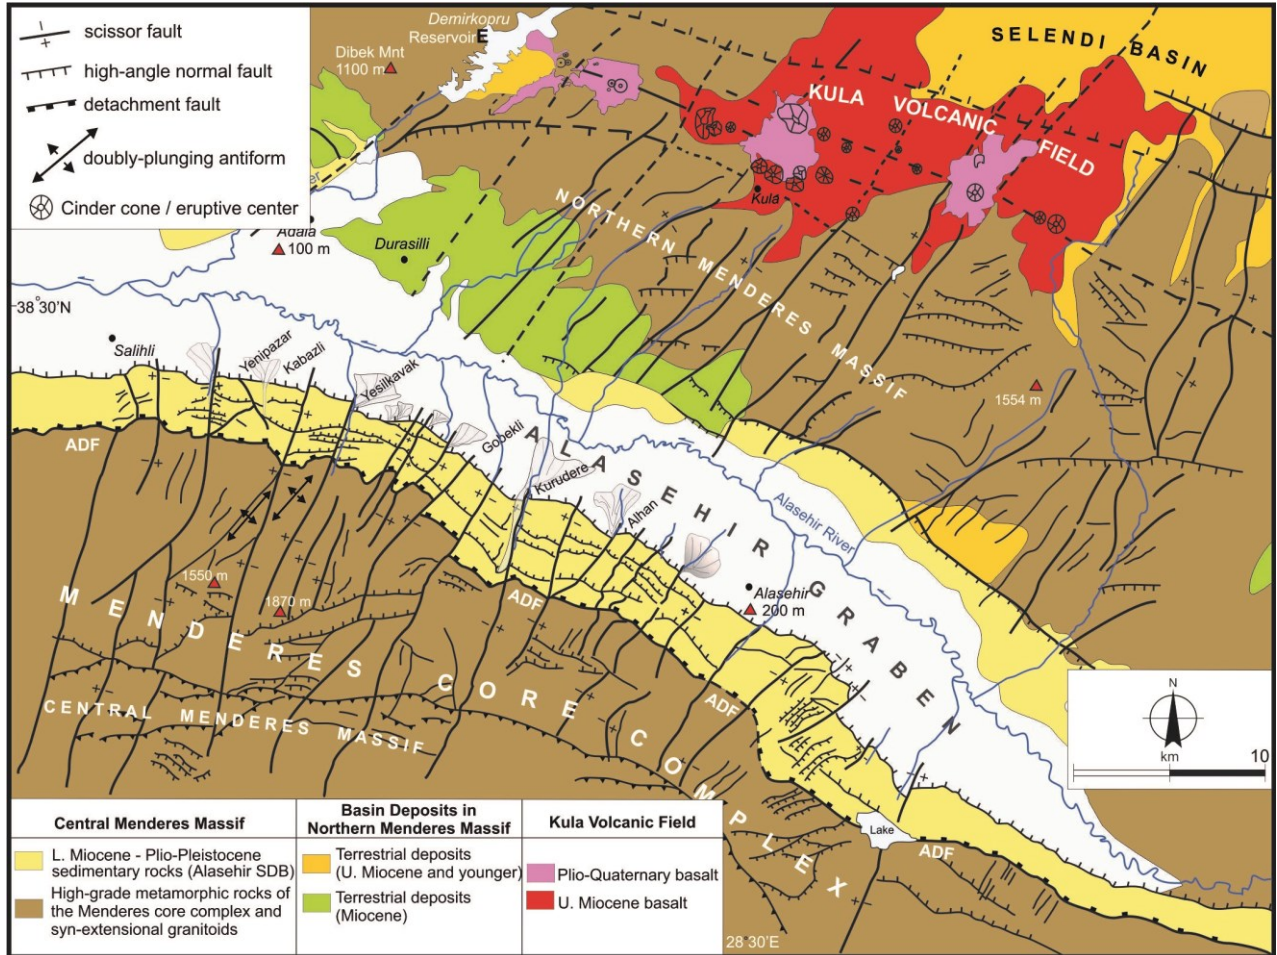 scissor fault
high-angle normal fault
detachment fault
doubly-plunging antiform
Cinder cone / eruptive center
Demirkopru
Reservoir
E
Dibek Mnt
1100 m
SELENDI BASIN
KULA VOLCANIC FIELD
Kula
Adala
100 m
Durasilli
NORTHERN MENDERES MASSIF
38°30'N
Salihli
Yenipazar
Kabazli
Yesilkavak
Gobekli
Kurudere
Alhan
1554 m
ADF
ALASEHIR GRABEN
Alasehir River
Alasehir
200 m
1550 m
1870 m
ADF
ADF
MENDERES CORE COMPLEX
CENTRAL MENDERES MASSIF
N
km
10
Lake
ADF
28°30'E
Central Menderes Massif
L. Miocene - Plio-Pleistocene
sedimentary rocks (Alasehir SDB)
High-grade metamorphic rocks of
the Menderes core complex and
syn-extensional granitoids
Basin Deposits in
Northern Menderes Massif
Terrestrial deposits
(U. Miocene and younger)
Terrestrial deposits
(Miocene)
Kula Volcanic Field
Plio-Quaternary basalt
U. Miocene basalt